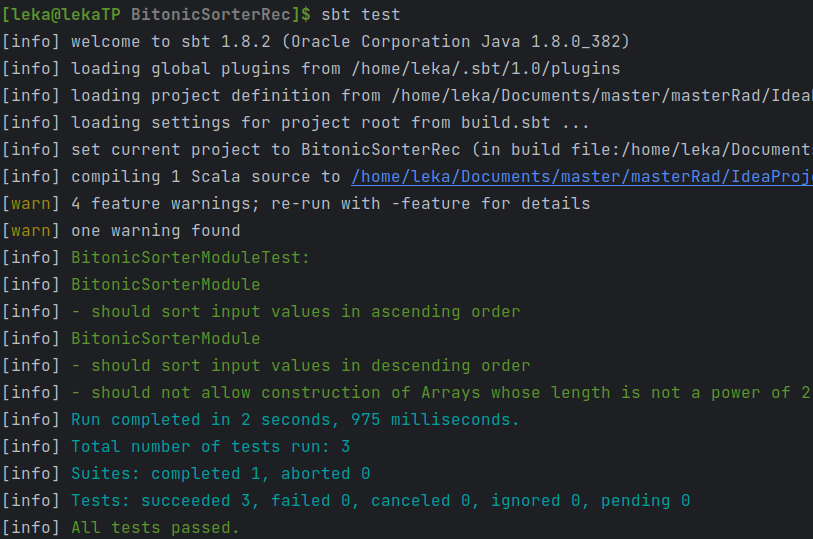 [leka@lekaTP BitonicSorterRec]$ sbt test
[info] welcome to sbt 1.8.2 (Oracle Corporation Java 1.8.0_382)
[info] loading global plugins from /home/leka/.sbt/1.0/plugins
[info] loading project definition from /home/leka/Documents/master/masterRad/Idea
[info] loading settings for project root from build.sbt ...
[info] set current project to BitonicSorterRec (in build file:/home/leka/Document
[info] compiling 1 Scala source to /home/leka/Documents/master/masterRad/IdeaProj
[warn] 4 feature warnings; re-run with -feature for details
[warn] one warning found
[info] BitonicSorterModuleTest:
[info] BitonicSorterModule
[info] - should sort input values in ascending order
[info] BitonicSorterModule
[info] - should sort input values in descending order
[info] - should not allow construction of Arrays whose length is not a power of 2
[info] Run completed in 2 seconds, 975 milliseconds.
[info] Total number of tests run: 3
[info] Suites: completed 1, aborted 0
[info] Tests: succeeded 3, failed 0, canceled 0, ignored 0, pending 0
[info] All tests passed.